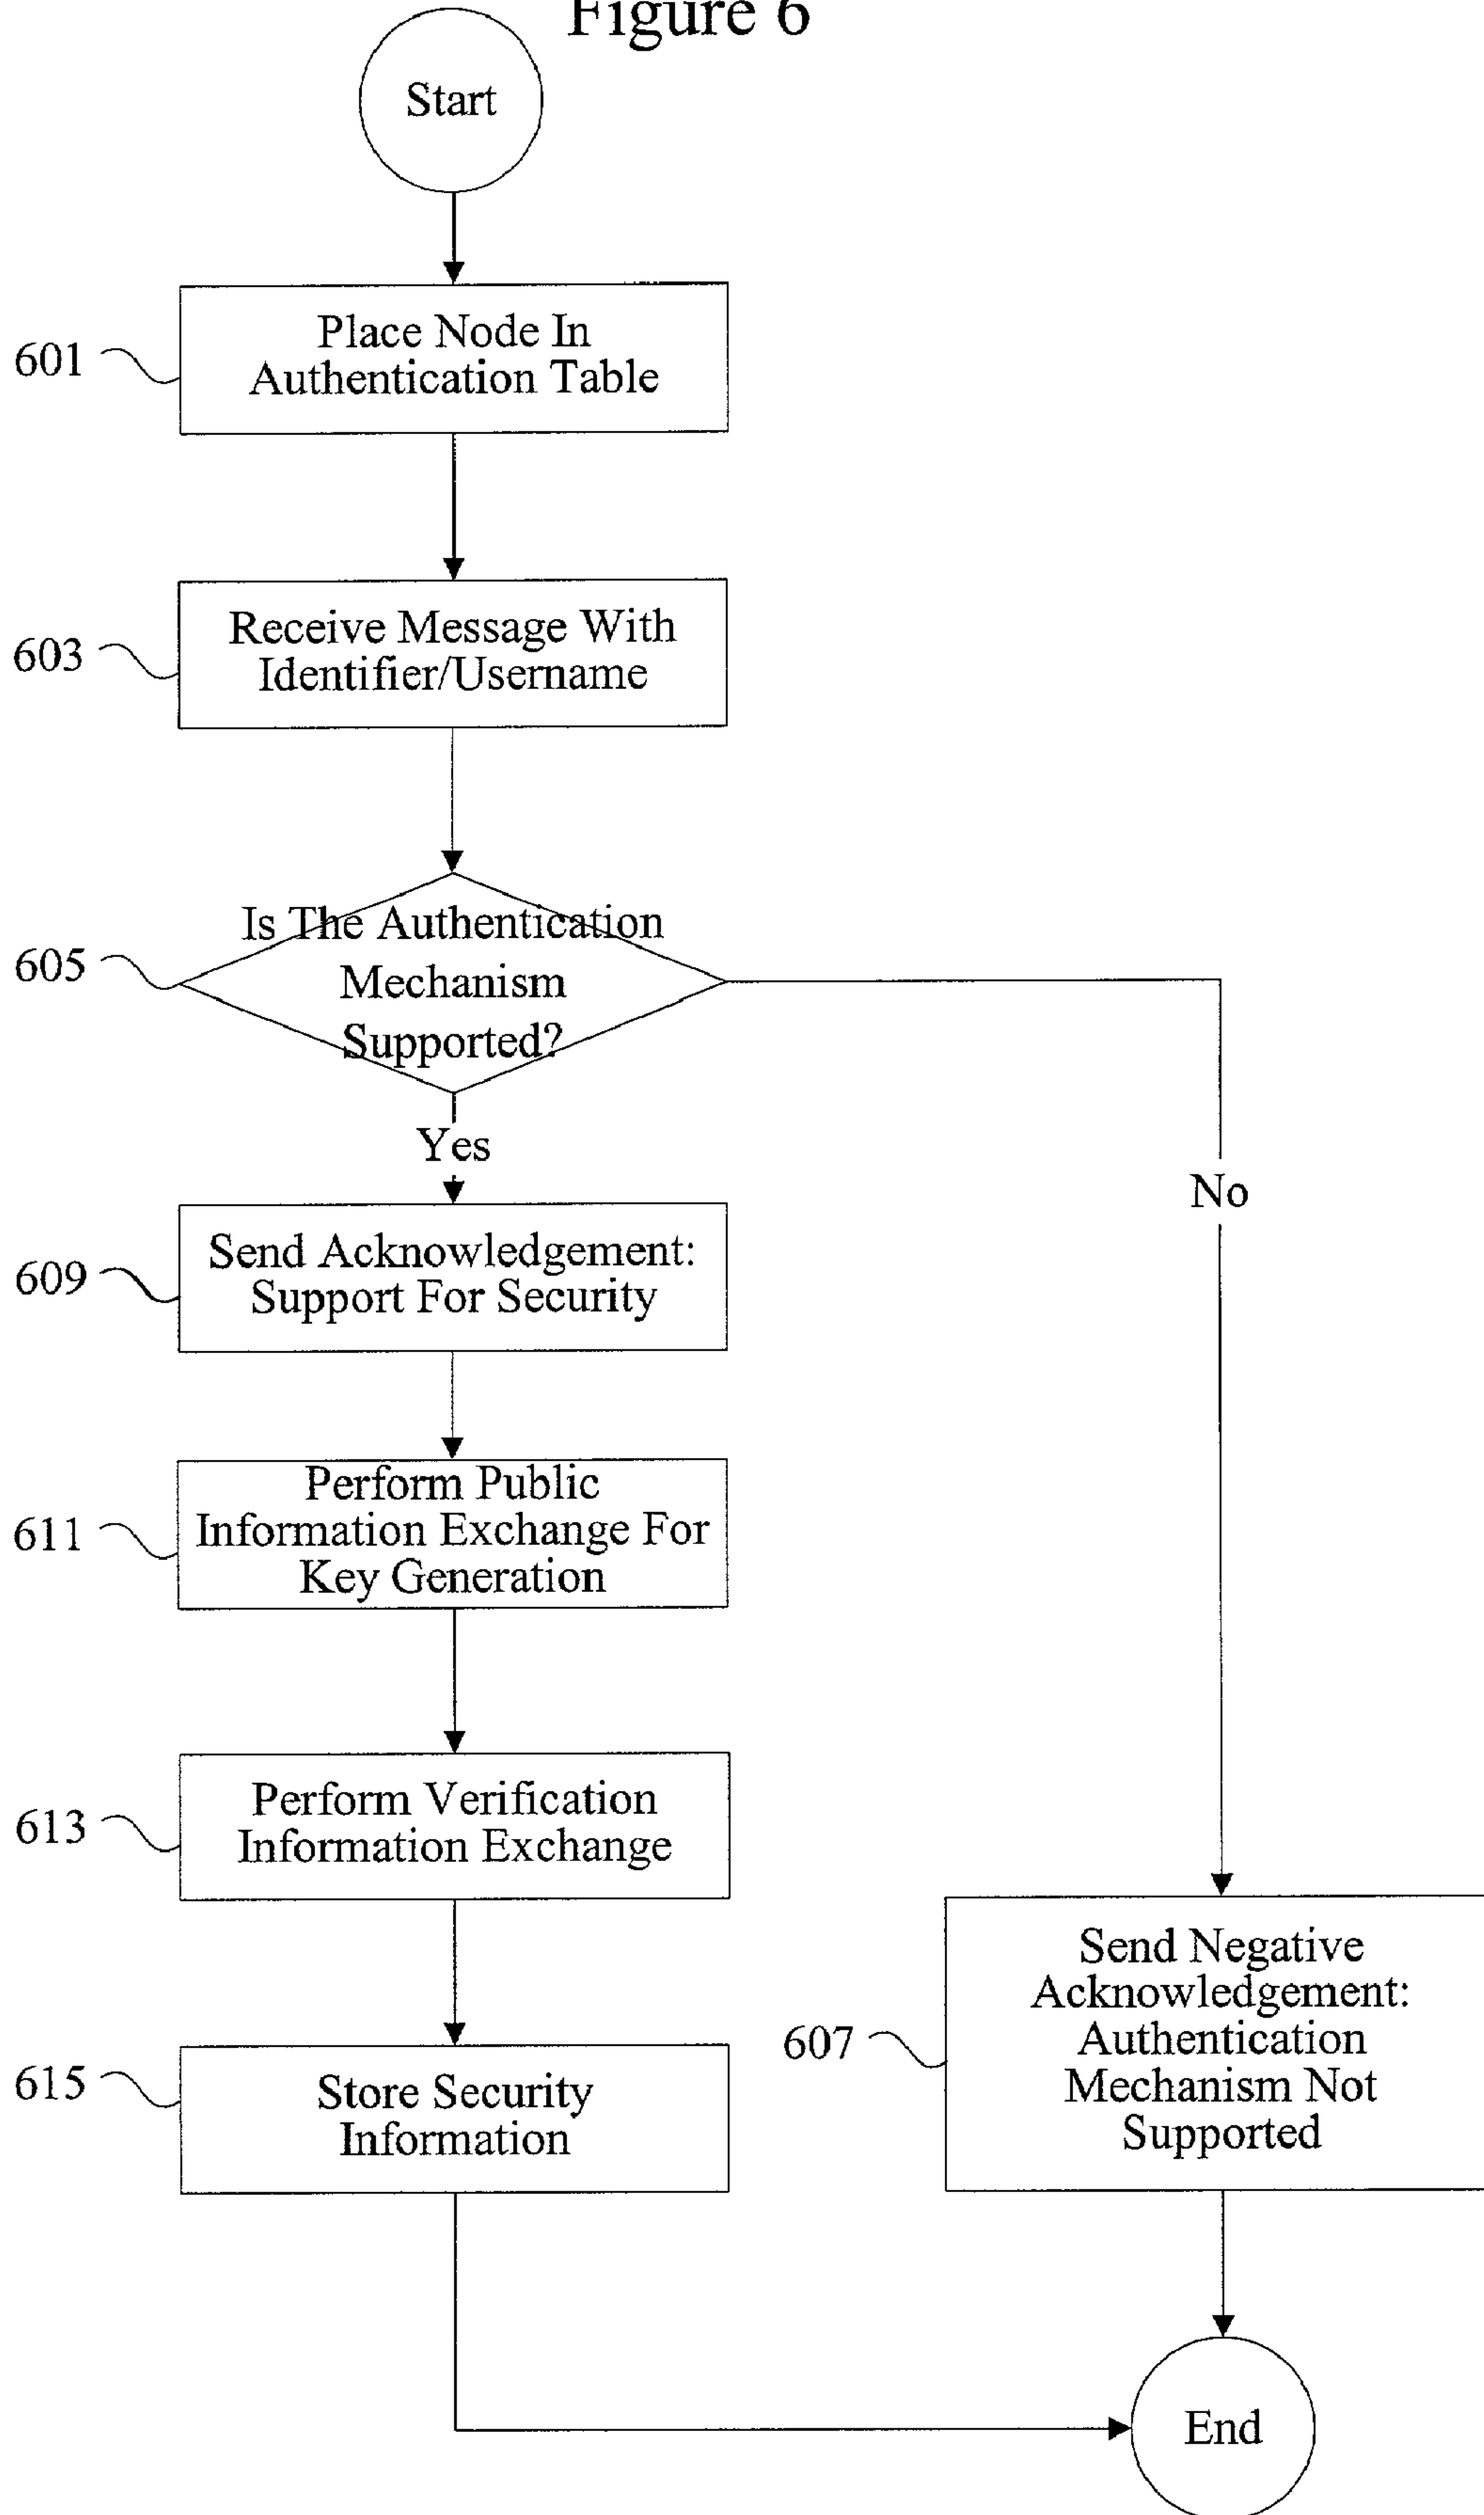 Figure 6
Start
601
Place Node In
Authentication Table
603
Receive Message With
Identifier/Username
605
Is The Authentication
Mechanism
Supported?
Yes
No
609
Send Acknowledgement:
Support For Security
611
Perform Public
Information Exchange For
Key Generation
613
Perform Verification
Information Exchange
615
Store Security
Information
607
Send Negative
Acknowledgement:
Authentication
Mechanism Not
Supported
End